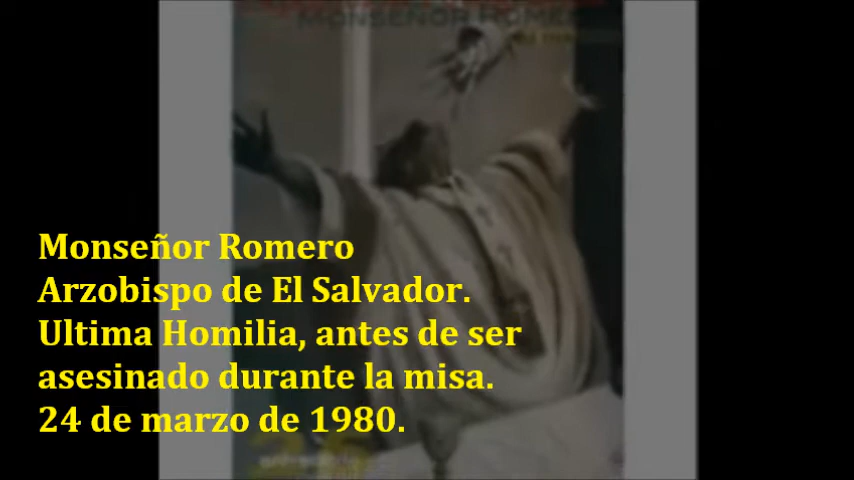 MONSEÑOR ROMERO
Monseñor Romero
Arzobispo de El Salvador.
Ultima Homilia, antes de ser
asesinado durante la misa.
24 de marzo de 1980.